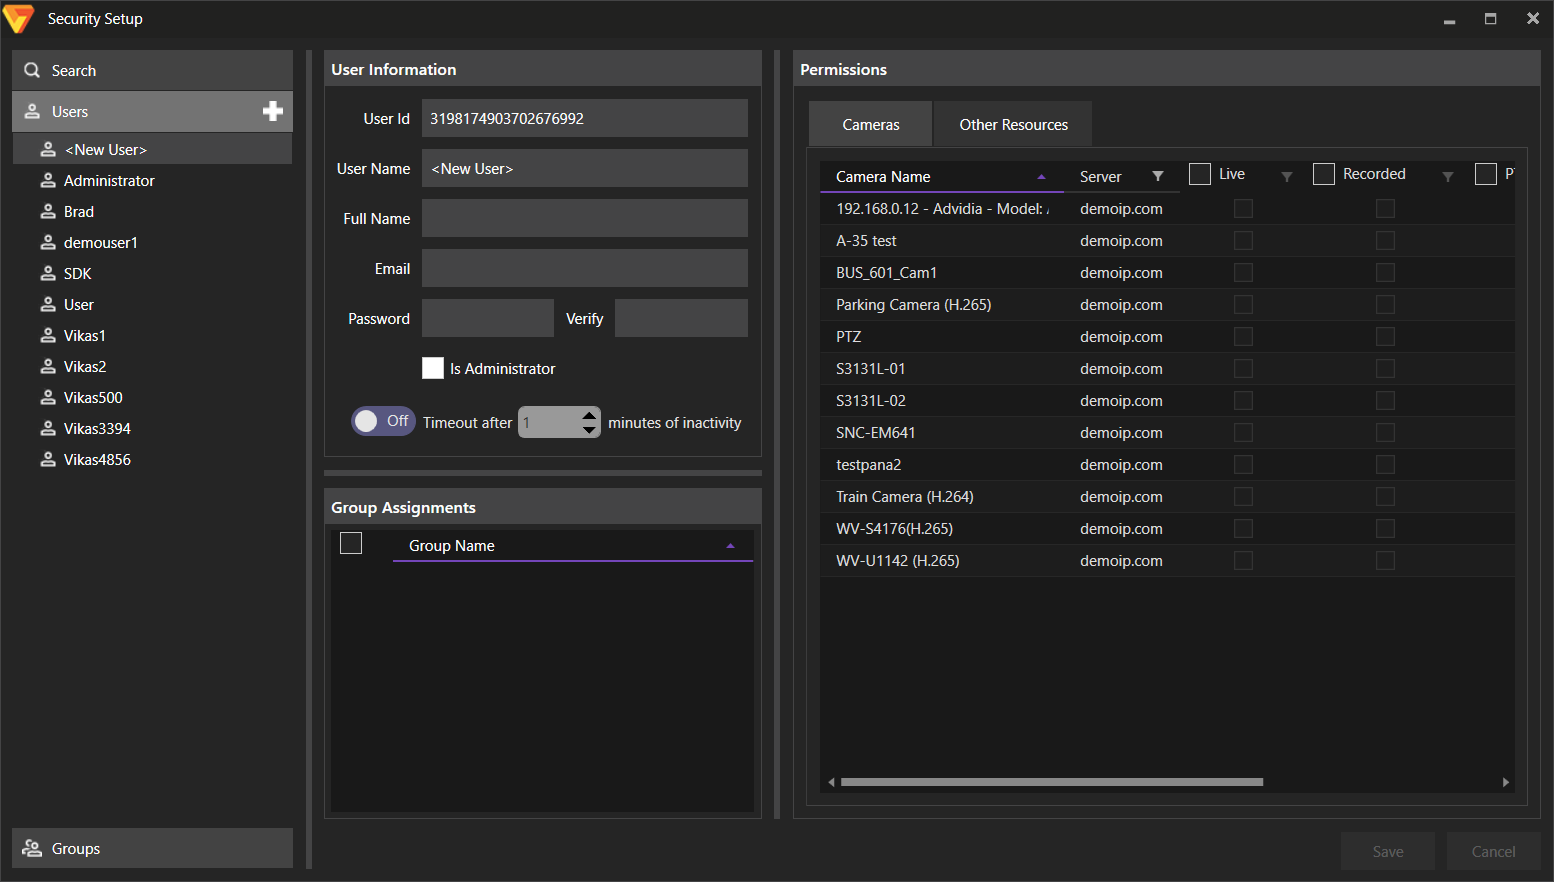 Security Setup
Search
Users
<New User>
Administrator
Brad
demouser1
SDK
User
Vikas1
Vikas2
Vikas500
Vikas3394
Vikas4856
Groups
User Information
User Id 3198174903702676992
User Name <New User>
Full Name
Email
Password Verify
Is Administrator
Off Timeout after 1 minutes of inactivity
Group Assignments
Group Name
Permissions
Cameras Other Resources
Camera Name Server Live Recorded
192.168.0.12 - Advidia - Model: demoip.com
A-35 test demoip.com
BUS_601_Cam1 demoip.com
Parking Camera (H.265) demoip.com
PTZ demoip.com
S3131L-01 demoip.com
S3131L-02 demoip.com
SNC-EM641 demoip.com
testpana2 demoip.com
Train Camera (H.264) demoip.com
WV-S4176(H.265) demoip.com
WV-U1142 (H.265) demoip.com
Save Cancel